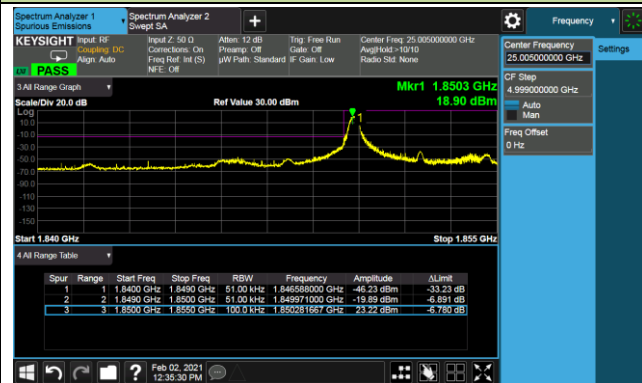 Spectrum Analyzer 1
Spurious Emissions
Spectrum Analyzer 2
Swept SA
Frequency
KEYSIGHT
Input: RF
Coupling: DC
Align: Auto
Input Z: 50 Ω
Corrections: On
Freq Ref: Int (S)
NFE: Off
Atten: 12 dB
Preamp: Off
µW Path: Standard
Trig: Free Run
Gate: Off
IF Gain: Low
Center Freq: 25.005000000 GHz
Avg|Hold:>10/10
Radio Std: None
PASS
Center Frequency
25.005000000 GHz
Settings
CF Step
4.999000000 GHz
Auto
Man
Freq Offset
0 Hz
3 All Range Graph
Mkr1 1.8503 GHz
Scale/Div 20.0 dB
Ref Value 30.00 dBm
18.90 dBm
Log
10.0
-10.0
-30.0
-50.0
-70.0
-90.0
-110
-130
-150
1
Start 1.840 GHz
Stop 1.855 GHz
4 All Range Table
Spur Range Start Freq Stop Freq RBW Frequency Amplitude ΔLimit
1 1 1.8400 GHz 1.8490 GHz 51.00 kHz 1.846588000 GHz -46.23 dBm -33.23 dB
2 2 1.8490 GHz 1.8500 GHz 51.00 kHz 1.849971000 GHz -19.89 dBm -6.891 dB
3 3 1.8500 GHz 1.8550 GHz 100.0 kHz 1.850281667 GHz 23.22 dBm -6.780 dB
Feb 02, 2021
12:35:30 PM